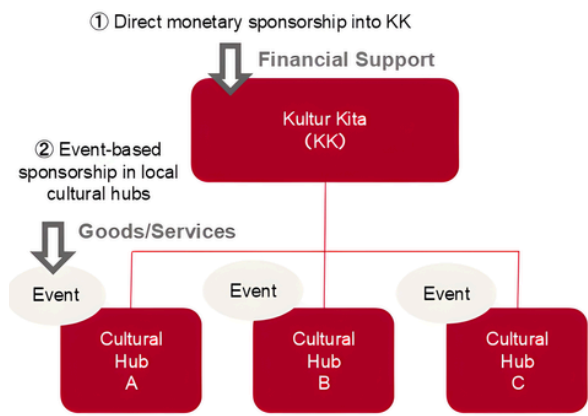 ① Direct monetary sponsorship into KK
Financial Support
Kultur Kita
(KK)
② Event-based
sponsorship in local
cultural hubs
Goods/Services
Event
Event
Event
Cultural
Hub
A
Cultural
Hub
B
Cultural
Hub
C